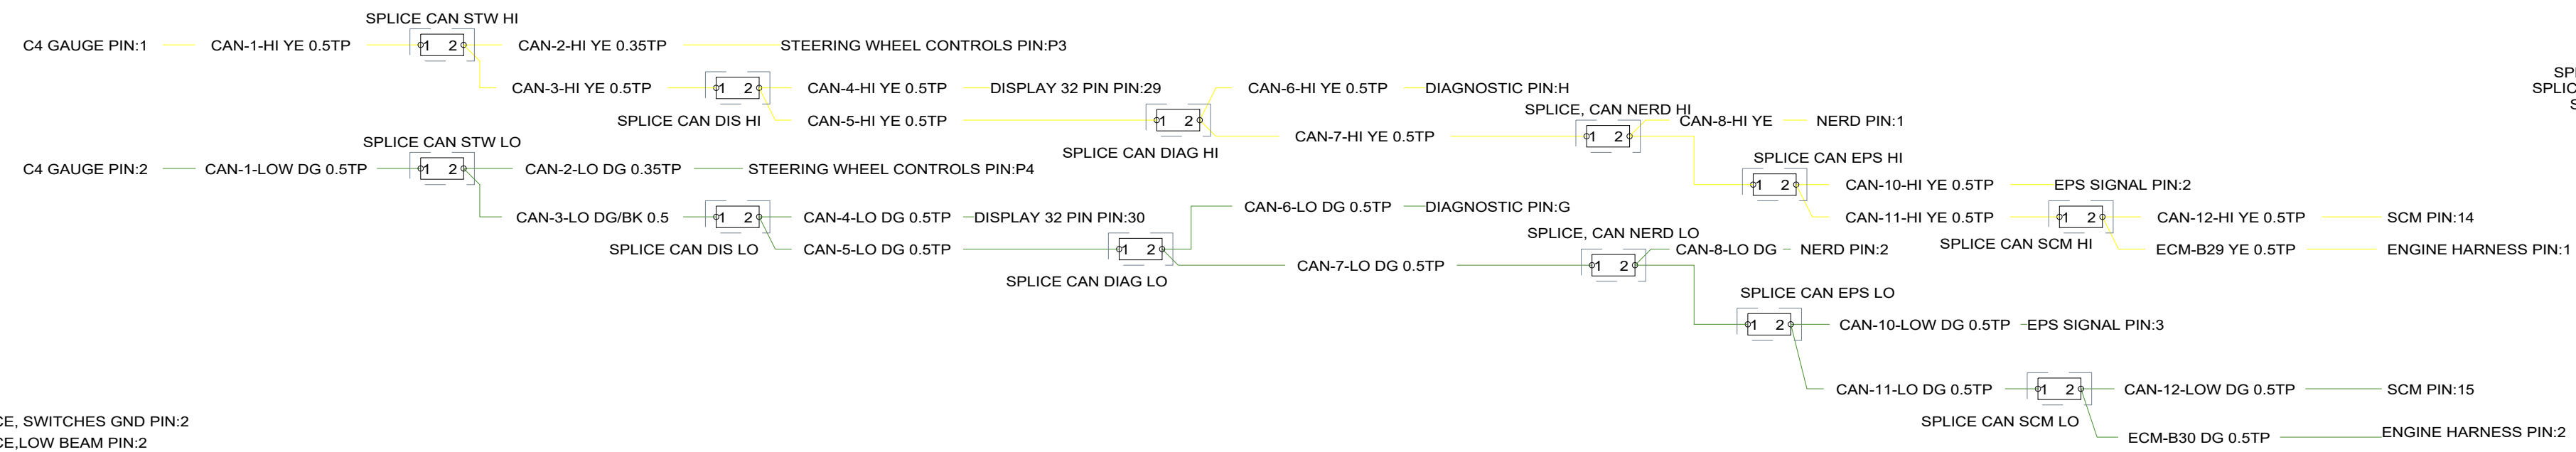 SPLICE CAN STW HI
C4 GAUGE PIN:1 CAN-1-HI YE 0.5TP 1 2 CAN-2-HI YE 0.35TP STEERING WHEEL CONTROLS PIN:P3
SP
CAN-3-HI YE 0.5TP 1 2 CAN-4-HI YE 0.5TP DISPLAY 32 PIN PIN:29 CAN-6-HI YE 0.5TP DIAGNOSTIC PIN:H SPLIC
S
SPLICE, CAN NERD HI
SPLICE CAN DIS HI CAN-5-HI YE 0.5TP 1 2 CAN-8-HI YE NERD PIN:1
CAN-7-HI YE 0.5TP 1 2
SPLICE CAN STW LO
SPLICE CAN DIAG HI SPLICE CAN EPS HI
C4 GAUGE PIN:2 CAN-1-LOW DG 0.5TP 1 2 CAN-2-LO DG 0.35TP STEERING WHEEL CONTROLS PIN:P4
1 2 CAN-10-HI YE 0.5TP EPS SIGNAL PIN:2
CAN-6-LO DG 0.5TP DIAGNOSTIC PIN:G
CAN-3-LO DG/BK 0.5 1 2 CAN-4-LO DG 0.5TP DISPLAY 32 PIN PIN:30 CAN-11-HI YE 0.5TP 1 2 CAN-12-HI YE 0.5TP SCM PIN:14
SPLICE, CAN NERD LO
SPLICE CAN SCM HI
SPLICE CAN DIS LO CAN-5-LO DG 0.5TP 1 2 CAN-8-LO DG NERD PIN:2 ECM-B29 YE 0.5TP ENGINE HARNESS PIN:1
CAN-7-LO DG 0.5TP 1 2
SPLICE CAN DIAG LO
SPLICE CAN EPS LO
1 2 CAN-10-LOW DG 0.5TP EPS SIGNAL PIN:3
CAN-11-LO DG 0.5TP 1 2 CAN-12-LOW DG 0.5TP SCM PIN:15
CE, SWITCHES GND PIN:2 SPLICE CAN SCM LO
ECM-B30 DG 0.5TP ENGINE HARNESS PIN:2
CE,LOW BEAM PIN:2